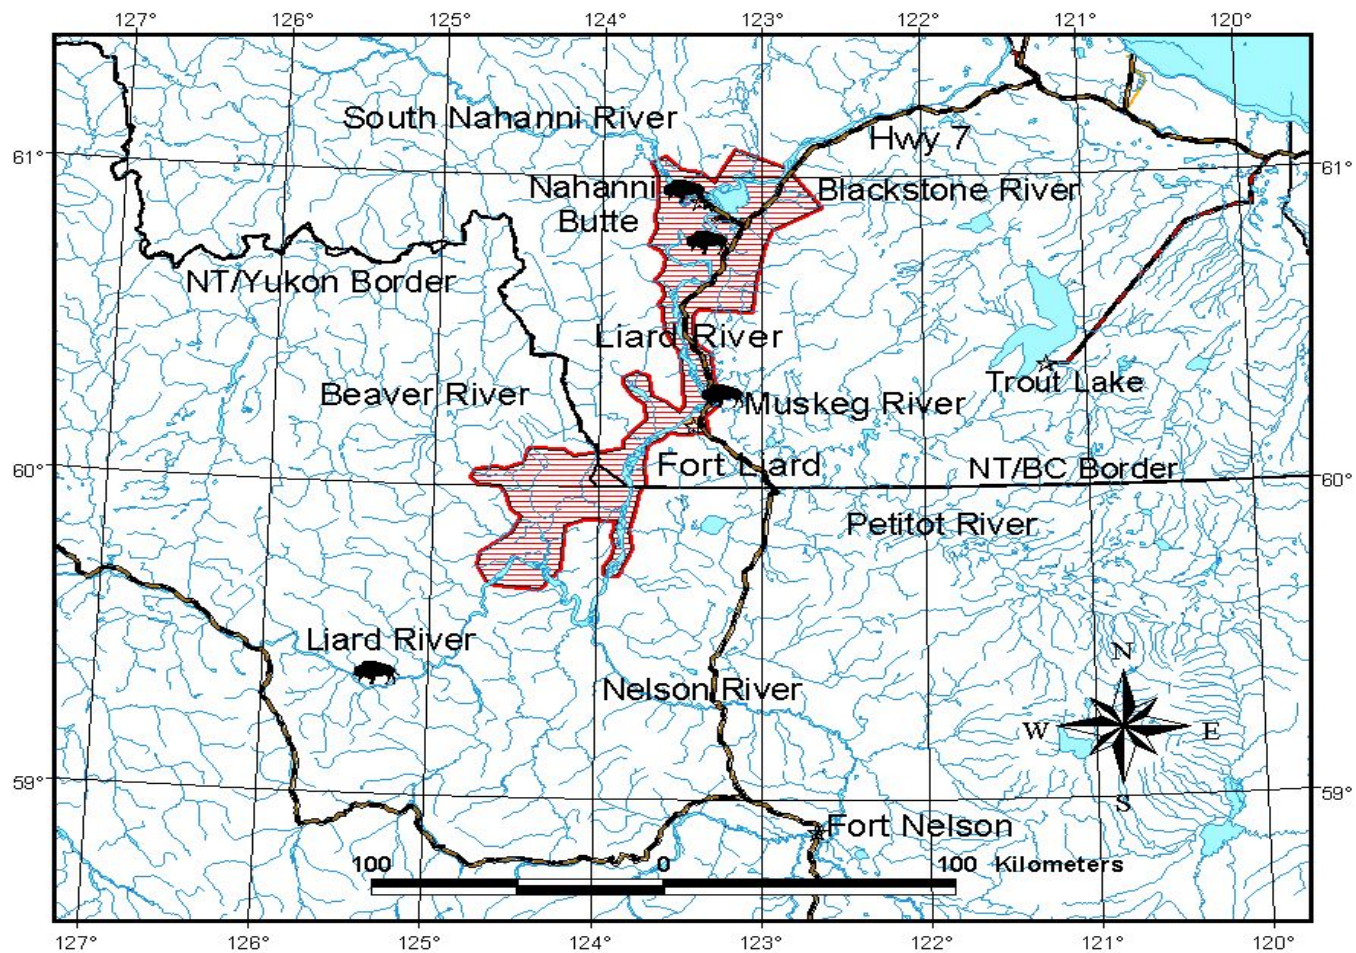 127° 126° 125° 124° 123° 122° 121° 120°
South Nahanni River
Hwy 7
61° 61°
Nahanni
Butte
Blackstone River
NT/Yukon Border
Liard River
Beaver River
Trout Lake
Muskeg River
Fort Liard
NT/BC Border
60° 60°
Petitot River
Liard River
N
Nelson River
W E
59° 59°
S
Fort Nelson
100 0 100 Kilometers
127° 126° 125° 124° 123° 122° 121° 120°